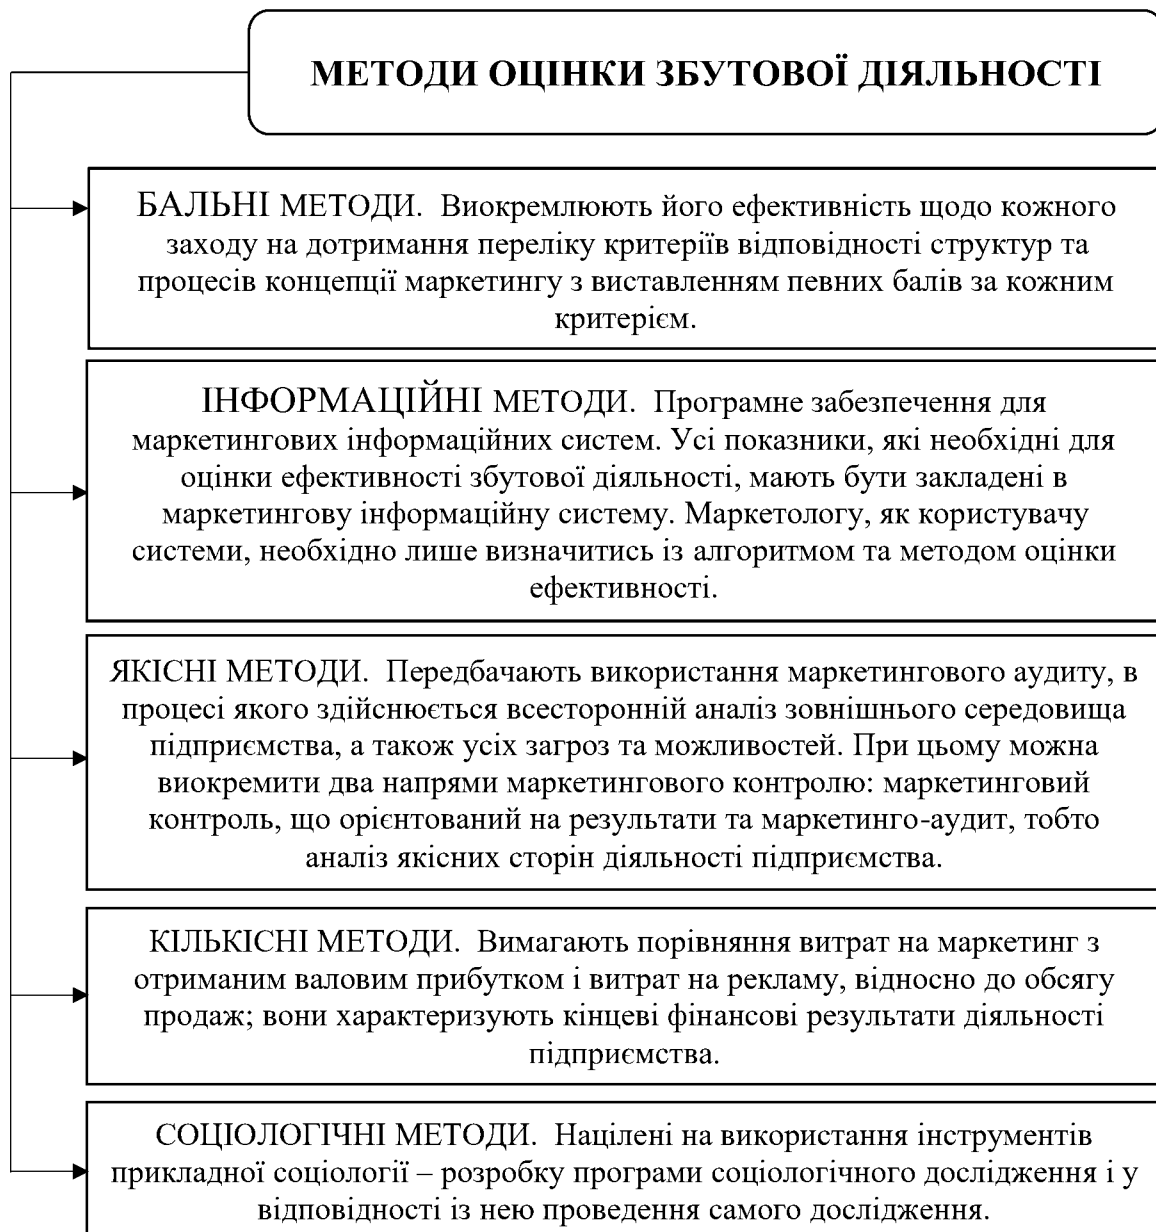 МЕТОДИ ОЦІНКИ ЗБУТОВОЇ ДІЯЛЬНОСТІ
БАЛЬНІ МЕТОДИ. Виокремлюють його ефективність щодо кожного
заходу на дотримання переліку критеріїв відповідності структур та
процесів концепції маркетингу з виставленням певних балів за кожним
критерієм.
ІНФОРМАЦІЙНІ МЕТОДИ. Програмне забезпечення для
маркетингових інформаційних систем. Усі показники, які необхідні для
оцінки ефективності збутової діяльності, мають бути закладені в
маркетингову інформаційну систему. Маркетологу, як користувачу
системи, необхідно лише визначитись із алгоритмом та методом оцінки
ефективності.
ЯКІСНІ МЕТОДИ. Передбачають використання маркетингового аудиту, в
процесі якого здійснюється всесторонній аналіз зовнішнього середовища
підприємства, а також усіх загроз та можливостей. При цьому можна
виокремити два напрями маркетингового контролю: маркетинговий
контроль, що орієнтований на результати та маркетинго-аудит, тобто
аналіз якісних сторін діяльності підприємства.
КІЛЬКІСНІ МЕТОДИ. Вимагають порівняння витрат на маркетинг з
отриманим валовим прибутком і витрат на рекламу, відносно до обсягу
продаж; вони характеризують кінцеві фінансові результати діяльності
підприємства.
СОЦІОЛОГІЧНІ МЕТОДИ. Націлені на використання інструментів
прикладної соціології – розробку програми соціологічного дослідження і у
відповідності із нею проведення самого дослідження.